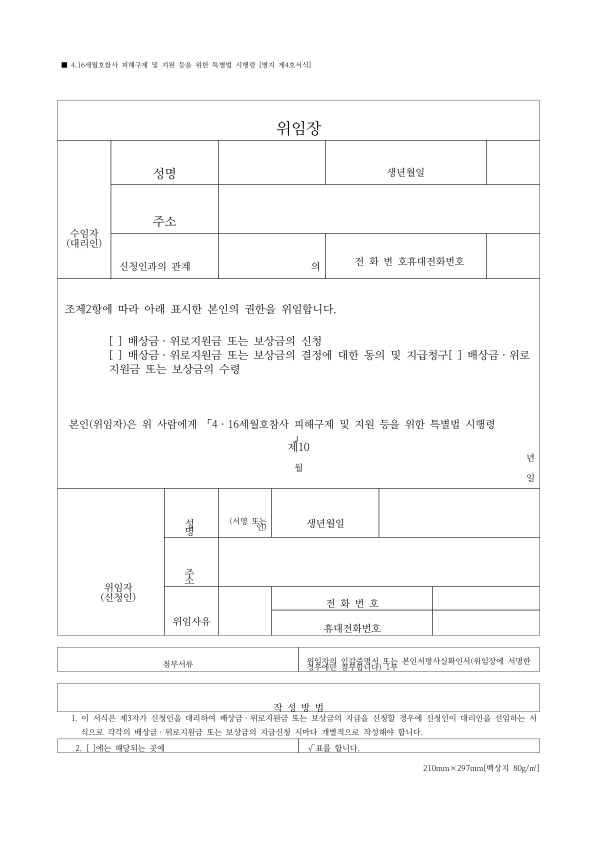 ■ 4.16세월호참사 피해구제 및 지원 등을 위한 특별법 시행령 [별지 제4호서식]
위임장
수임자
(대리인)
성명
생년월일
주소
신청인과의 관계
의
전 화 번 호휴대전화번호
조제2항에 따라 아래 표시한 본인의 권한을 위임합니다.
[ ] 배상금ㆍ위로지원금 또는 보상금의 신청
[ ] 배상금ㆍ위로지원금 또는 보상금의 결정에 대한 동의 및 지급청구[ ] 배상금ㆍ위로
지원금 또는 보상금의 수령
본인(위임자)은 위 사람에게 「4ㆍ16세월호참사 피해구제 및 지원 등을 위한 특별법 시행령
」
제10
년
월
일
위임자
(신청인)
성
명
(서명 또는
인)
생년월일
주
소
위임사유
전 화 번 호
휴대전화번호
첨부서류
위임자의 인감증명서 또는 본인서명사실확인서(위임장에 서명한
경우에만 첨부합니다) 1부
작 성 방 법
1. 이 서식은 제3자가 신청인을 대리하여 배상금ㆍ위로지원금 또는 보상금의 지급을 신청할 경우에 신청인이 대리인을 선임하는 서
식으로 각각의 배상금ㆍ위로지원금 또는 보상금의 지급신청 시마다 개별적으로 작성해야 합니다.
2. [ ]에는 해당되는 곳에
√표를 합니다.
210mm×297mm[백상지 80g/㎡]